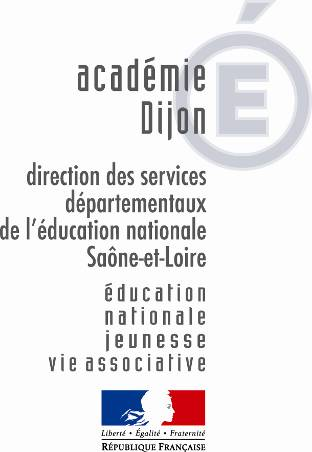 académie
Dijon
É
direction des services
départementaux
de l'éducation nationale
Saône-et-Loire
éducation
nationale
jeunesse
vie associative
Liberté • Égalité • Fraternité
RÉPUBLIQUE FRANÇAISE